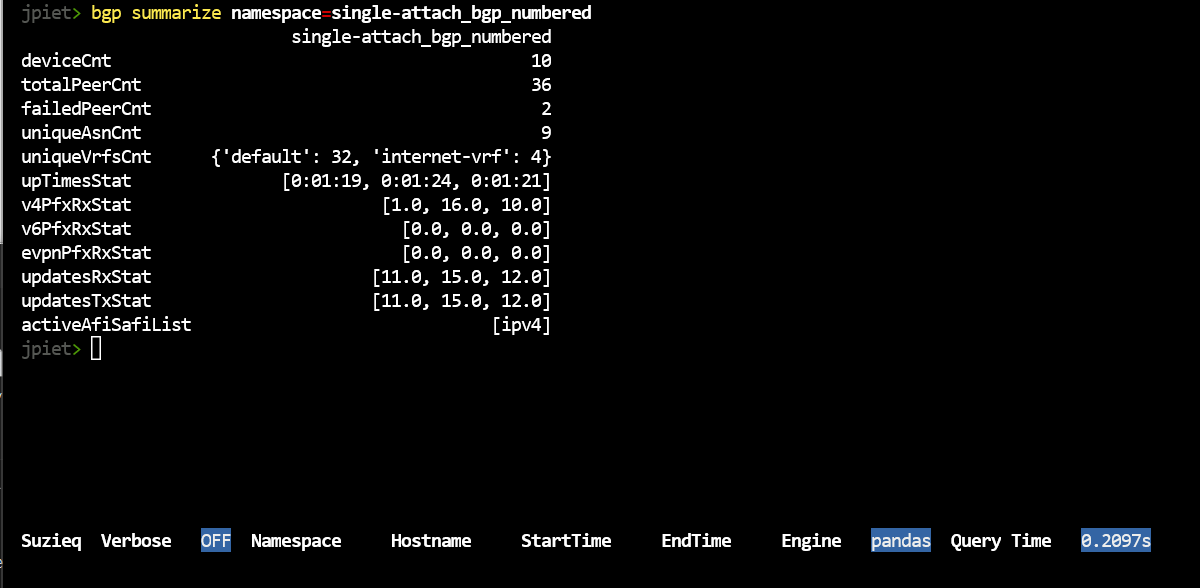 jpiet> bgp summarize namespace=single-attach_bgp_numbered
single-attach_bgp_numbered
deviceCnt 10
totalPeerCnt 36
failedPeerCnt 2
uniqueAsnCnt 9
uniqueVrfsCnt {'default': 32, 'internet-vrf': 4}
upTimesStat [0:01:19, 0:01:24, 0:01:21]
v4PfxRxStat [1.0, 16.0, 10.0]
v6PfxRxStat [0.0, 0.0, 0.0]
evpnPfxRxStat [0.0, 0.0, 0.0]
updatesRxStat [11.0, 15.0, 12.0]
updatesTxStat [11.0, 15.0, 12.0]
activeAfiSafiList [ipv4]
jpiet>
Suzieq Verbose OFF Namespace Hostname StartTime EndTime Engine pandas Query Time 0.2097s